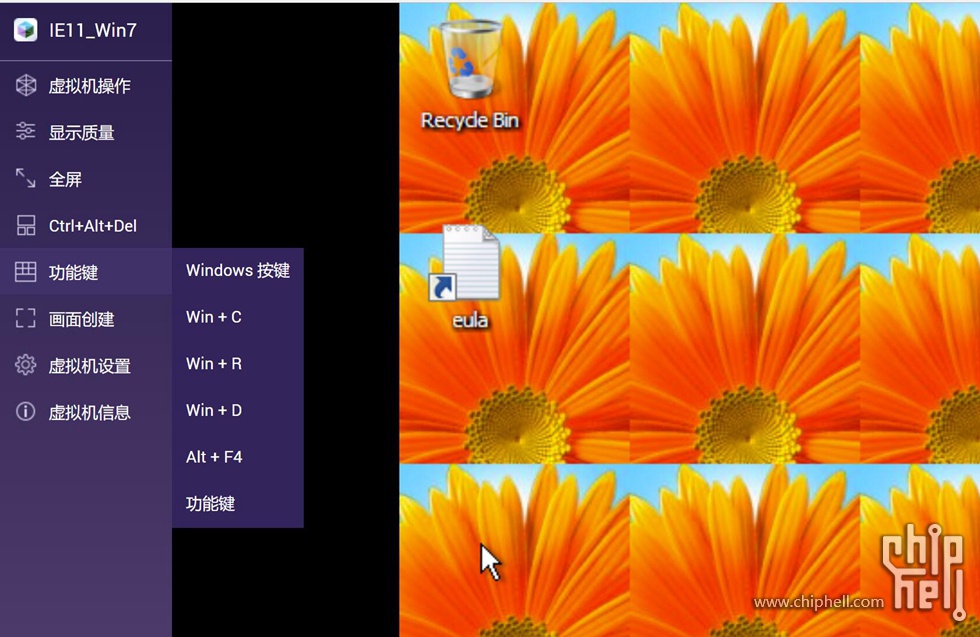 IE11_Win7
虚拟机操作
显示质量
全屏
Ctrl+Alt+Del
功能键
画面创建
虚拟机设置
虚拟机信息
Windows 按键
Win + C
Win + R
Win + D
Alt + F4
功能键
Recycle Bin
eula
www.chiphell.com
chip
hell